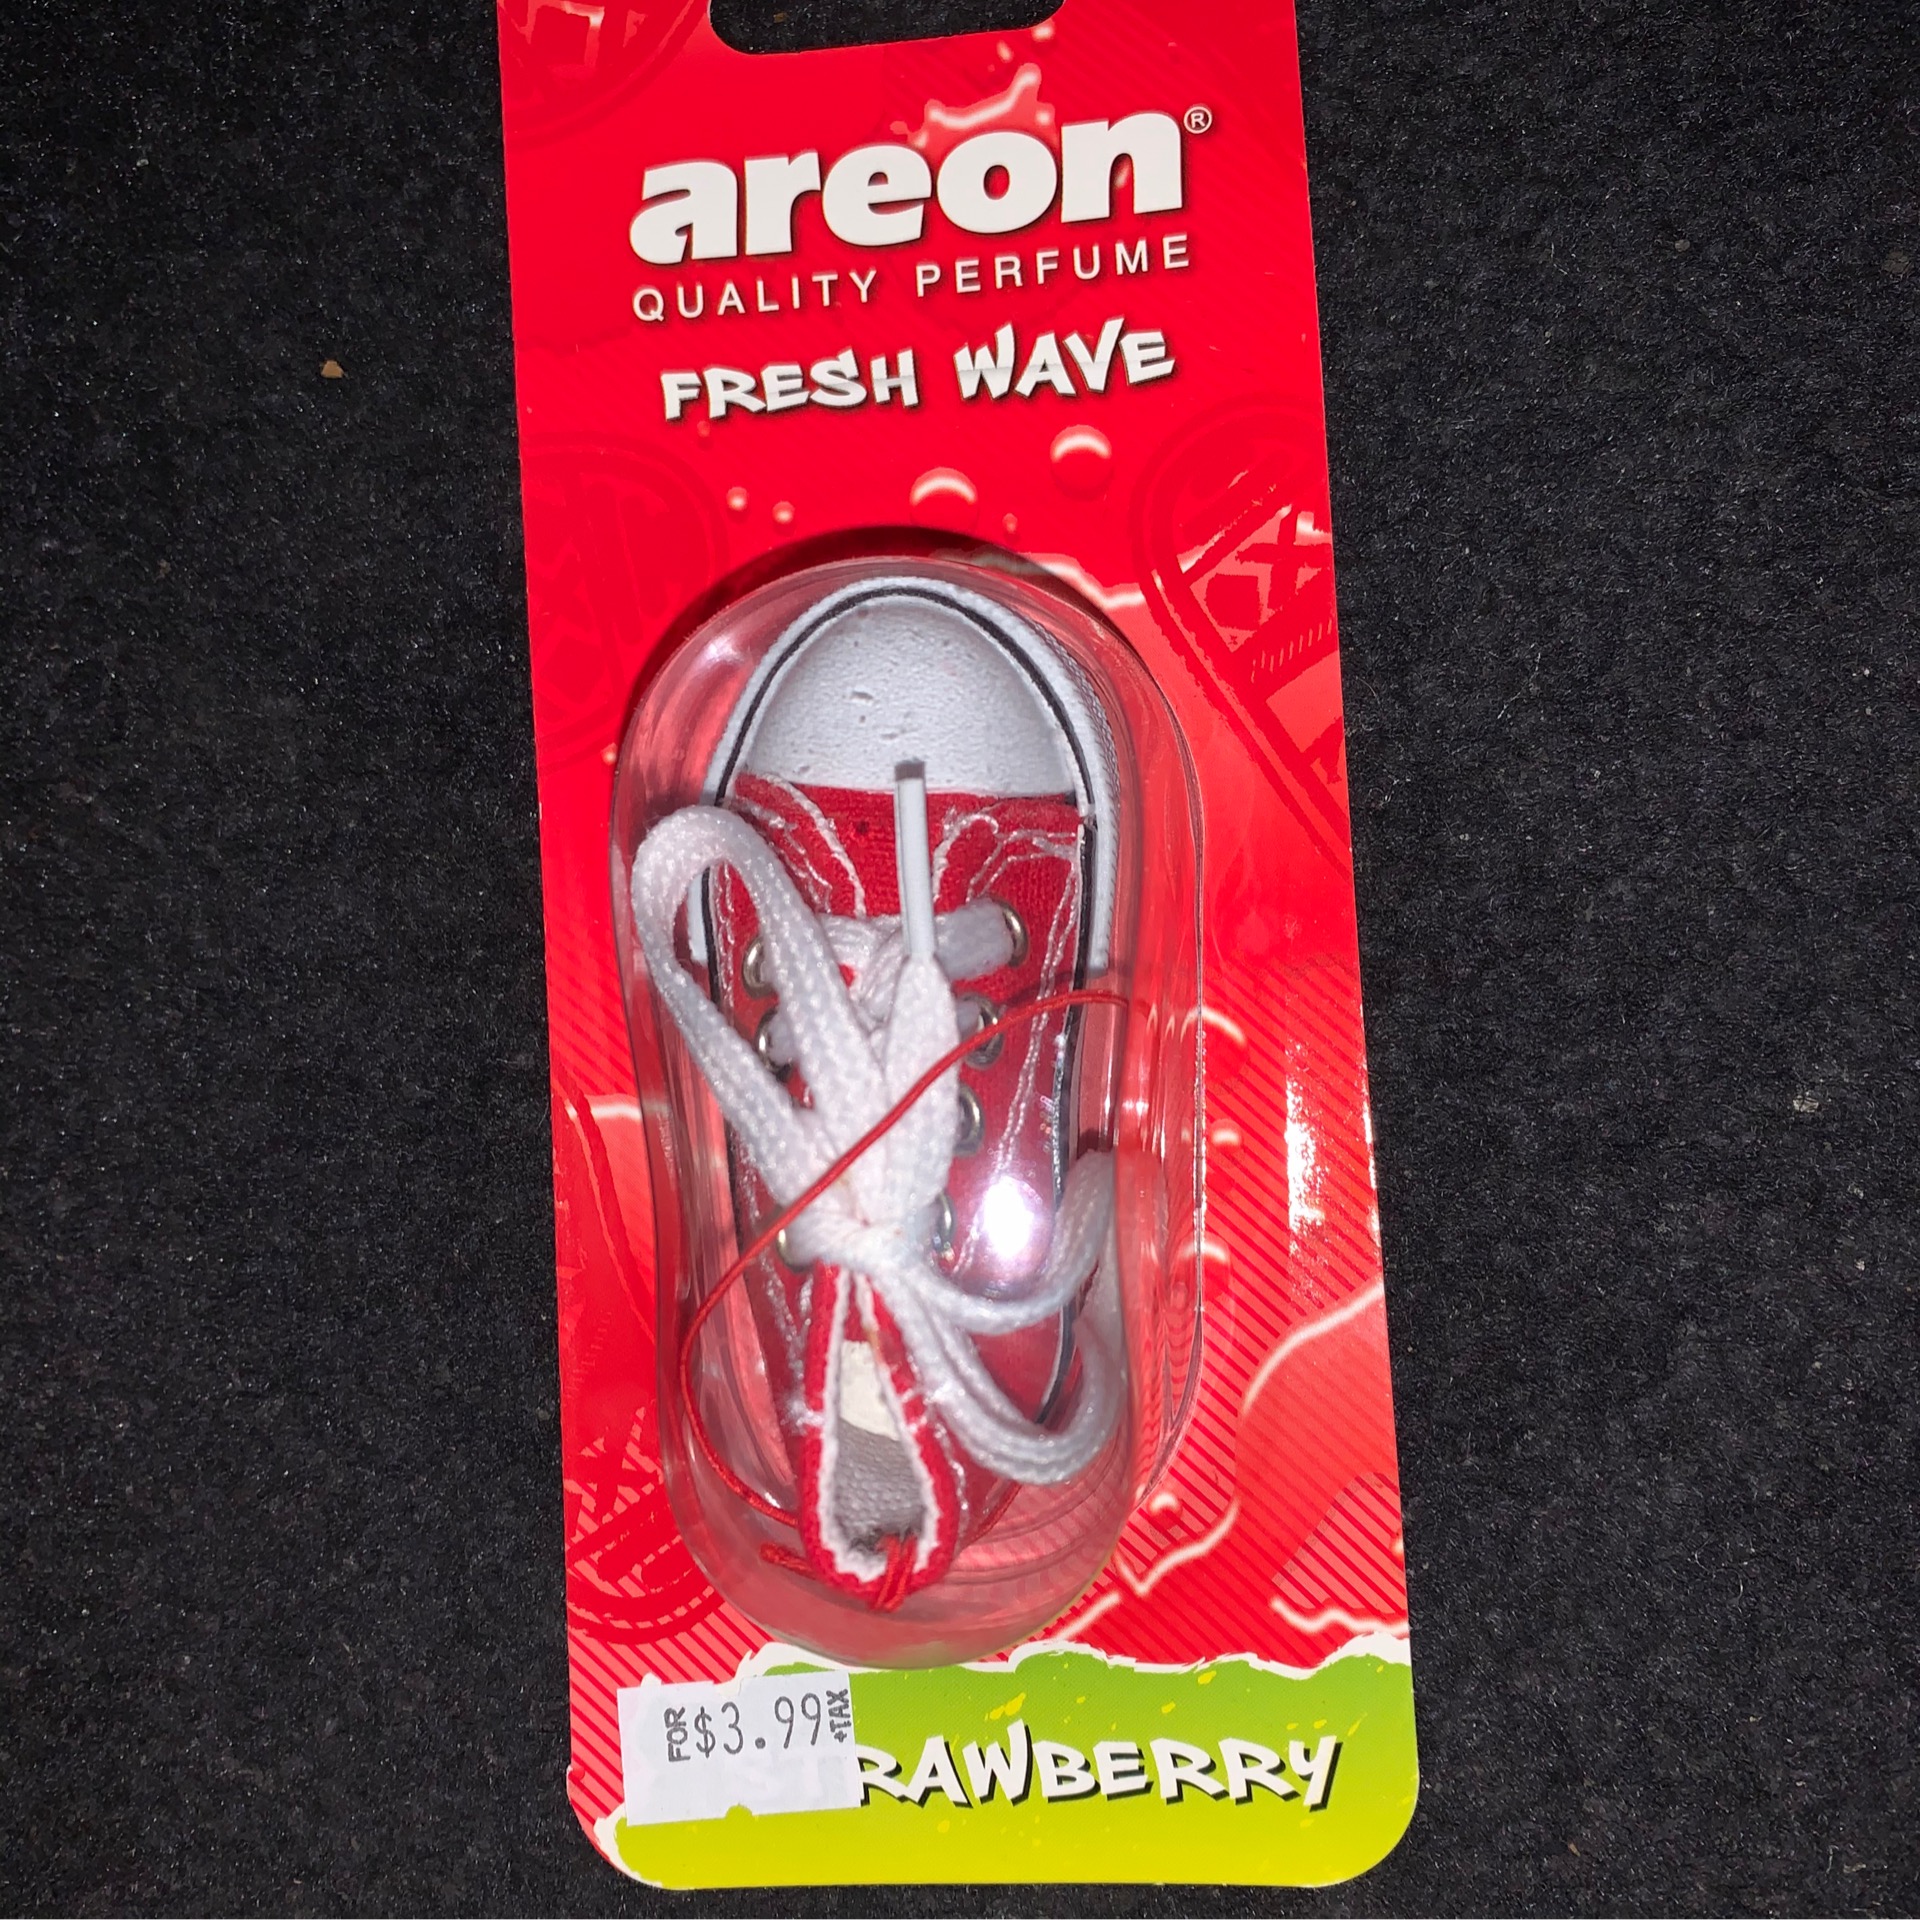 areon®
QUALITY PERFUME
FRESH WAVE
FOR $3.99 +TAX
RAWBERRY